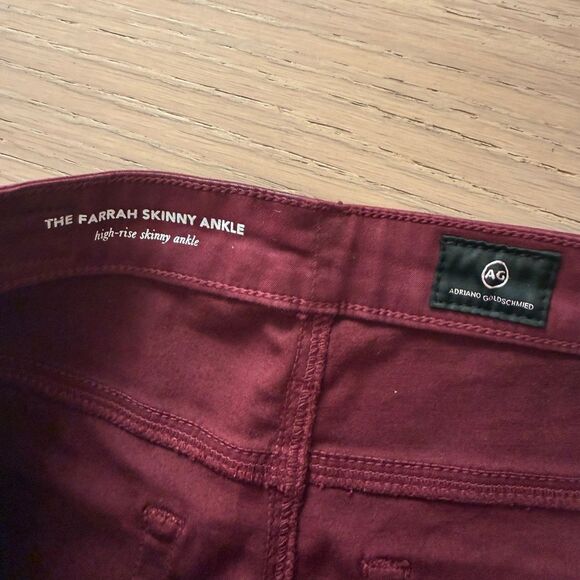 THE FARRAH SKINNY ANKLE
high-rise skinny ankle
AG
ADRIANO GOLDSCHMIED